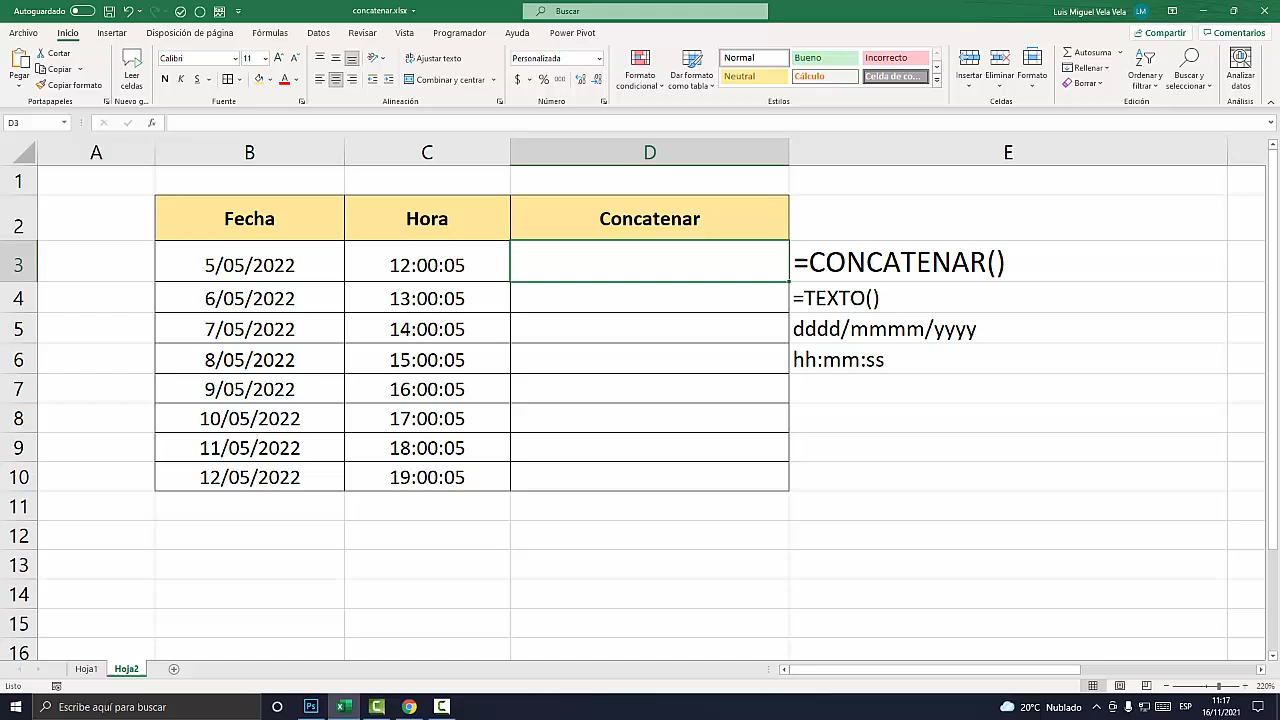 Autoguardado
concatenar.xlsx
Buscar
Luis Miguel Vela Vela
LM
Archivo
Inicio
Insertar
Disposición de página
Fórmulas
Datos
Revisar
Vista
Programador
Ayuda
Power Pivot
Compartir
Comentarios
Pegar
Cortar
Copiar
Copiar formato
Portapapeles
Leer celdas
Nuevo g...
Calibri
11
N K S
Fuente
Ajustar texto
Combinar y centrar
Alineación
Personalizada
$ % 000
Número
Formato condicional
Dar formato como tabla
Normal
Bueno
Incorrecto
Neutral
Cálculo
Celda de co...
Estilos
Insertar
Eliminar
Formato
Celdas
Autosuma
Rellenar
Borrar
Ordenar y filtrar
Buscar y seleccionar
Edición
Analizar datos
Análisis
D3
fx
A B C D E
1
2 Fecha Hora Concatenar
3 5/05/2022 12:00:05 =CONCATENAR()
4 6/05/2022 13:00:05 =TEXTO()
5 7/05/2022 14:00:05 dddd/mmmm/yyyy
6 8/05/2022 15:00:05 hh:mm:ss
7 9/05/2022 16:00:05
8 10/05/2022 17:00:05
9 11/05/2022 18:00:05
10 12/05/2022 19:00:05
11
12
13
14
15
16
Hoja1
Hoja2
Listo
220%
Escribe aquí para buscar
Ps
20°C Nublado
ESP
11:17
16/11/2021